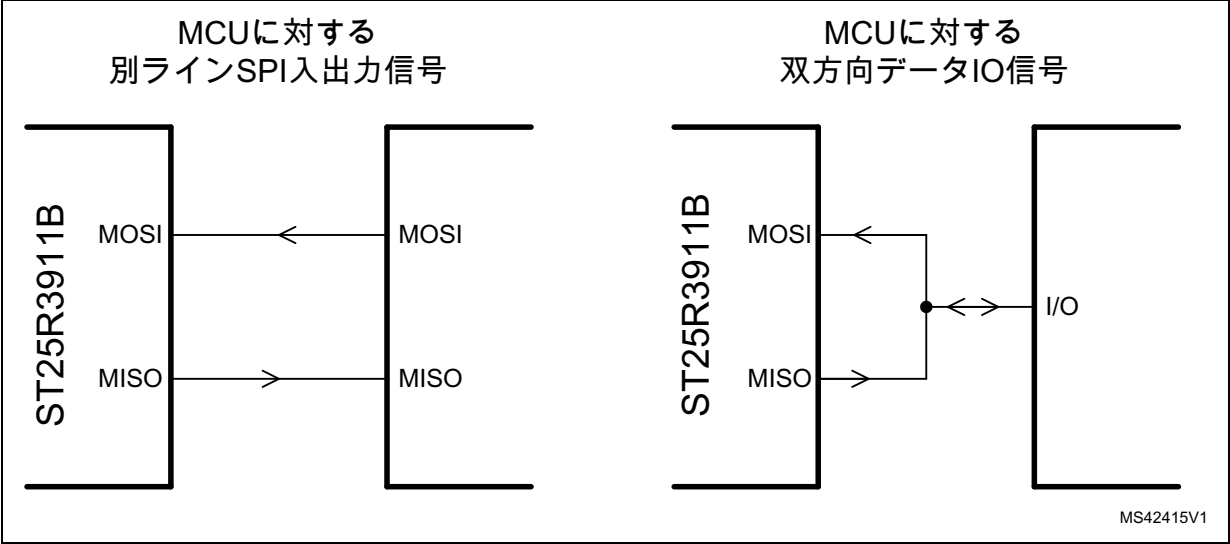 MCUに対する
別ラインSPI入出力信号
ST25R3911B
MOSI
MOSI
MISO
MISO
MCUに対する
双方向データIO信号
ST25R3911B
MOSI
I/O
MISO
MS42415V1